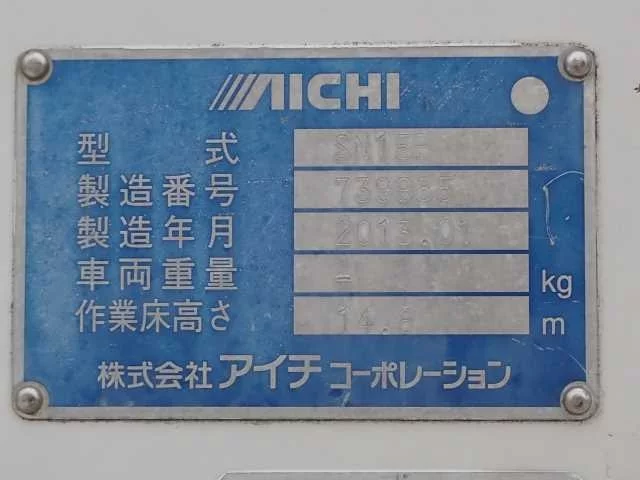 AICHI
型式 SN15B
製造番号 739985
製造年月 2013.01
車両重量 - kg
作業床高さ 14.6 m
株式会社アイチコーポレーション